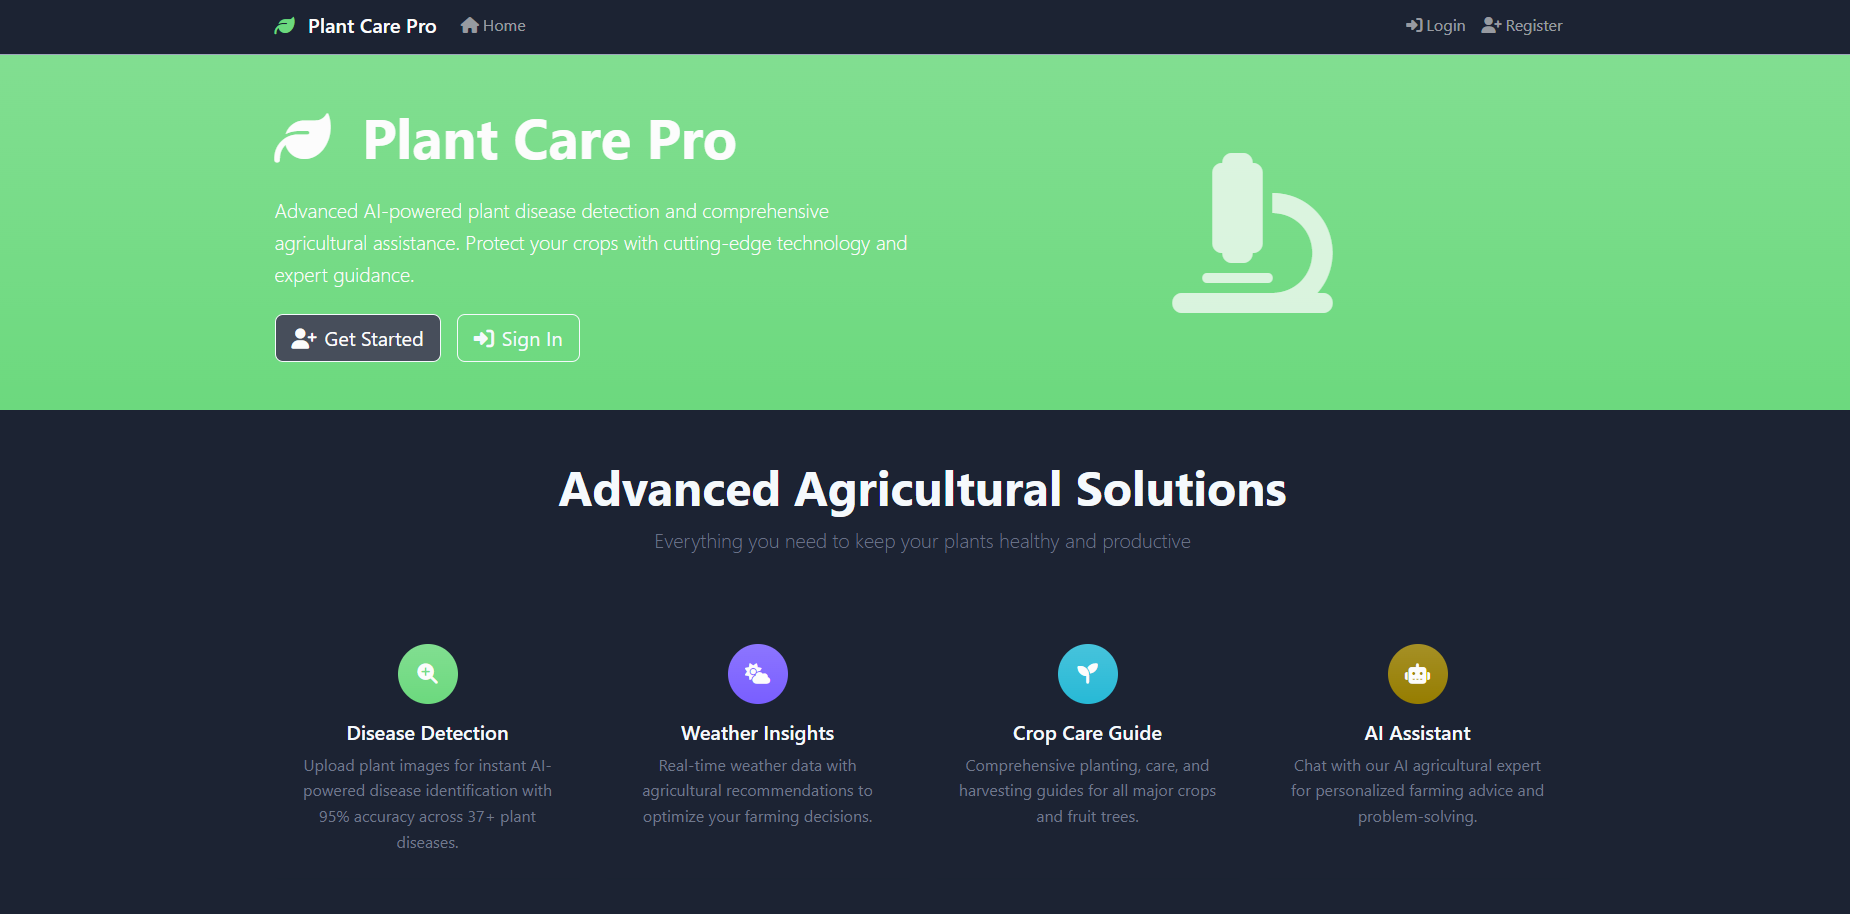 Plant Care Pro
Home
Login
Register
Plant Care Pro
Advanced AI-powered plant disease detection and comprehensive
agricultural assistance. Protect your crops with cutting-edge technology and
expert guidance.
Get Started
Sign In
Advanced Agricultural Solutions
Everything you need to keep your plants healthy and productive
Disease Detection
Upload plant images for instant AI-
powered disease identification with
95% accuracy across 37+ plant
diseases.
Weather Insights
Real-time weather data with
agricultural recommendations to
optimize your farming decisions.
Crop Care Guide
Comprehensive planting, care, and
harvesting guides for all major crops
and fruit trees.
AI Assistant
Chat with our AI agricultural expert
for personalized farming advice and
problem-solving.